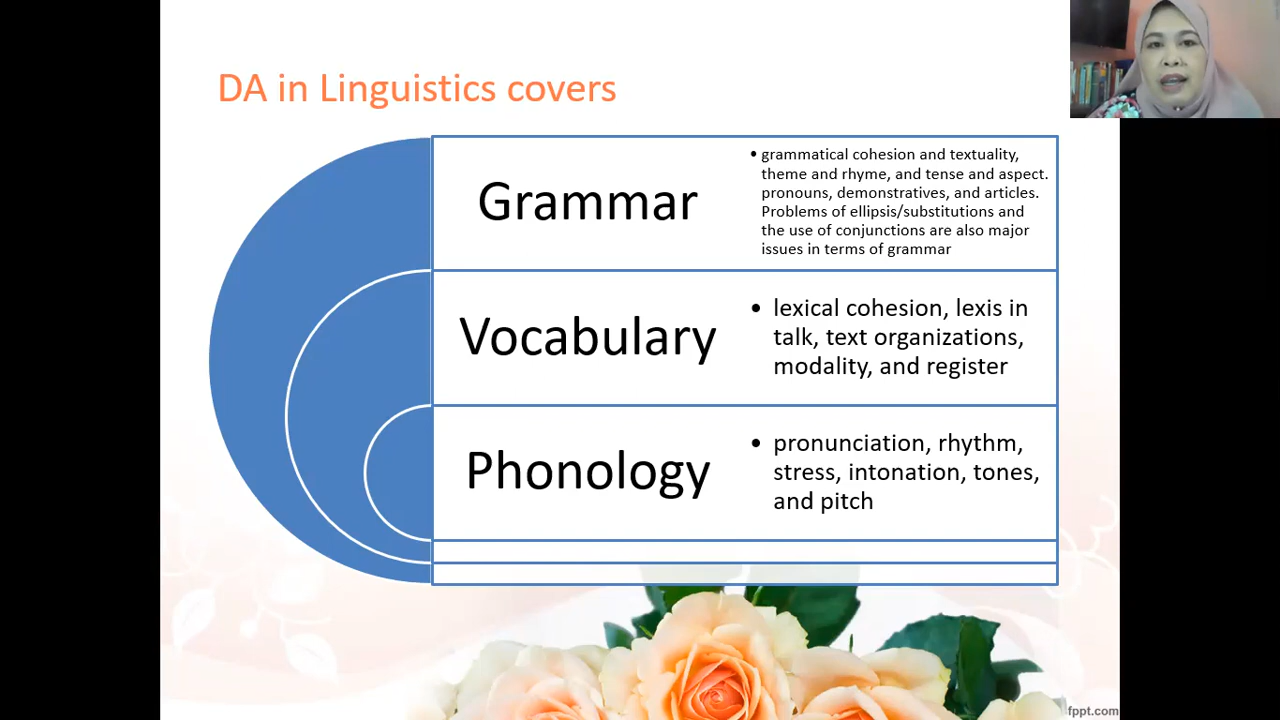 DA in Linguistics covers
Grammar
• grammatical cohesion and textuality,
theme and rhyme, and tense and aspect.
pronouns, demonstratives, and articles.
Problems of ellipsis/substitutions and
the use of conjunctions are also major
issues in terms of grammar
Vocabulary
• lexical cohesion, lexis in
talk, text organizations,
modality, and register
Phonology
• pronunciation, rhythm,
stress, intonation, tones,
and pitch
fppt.com